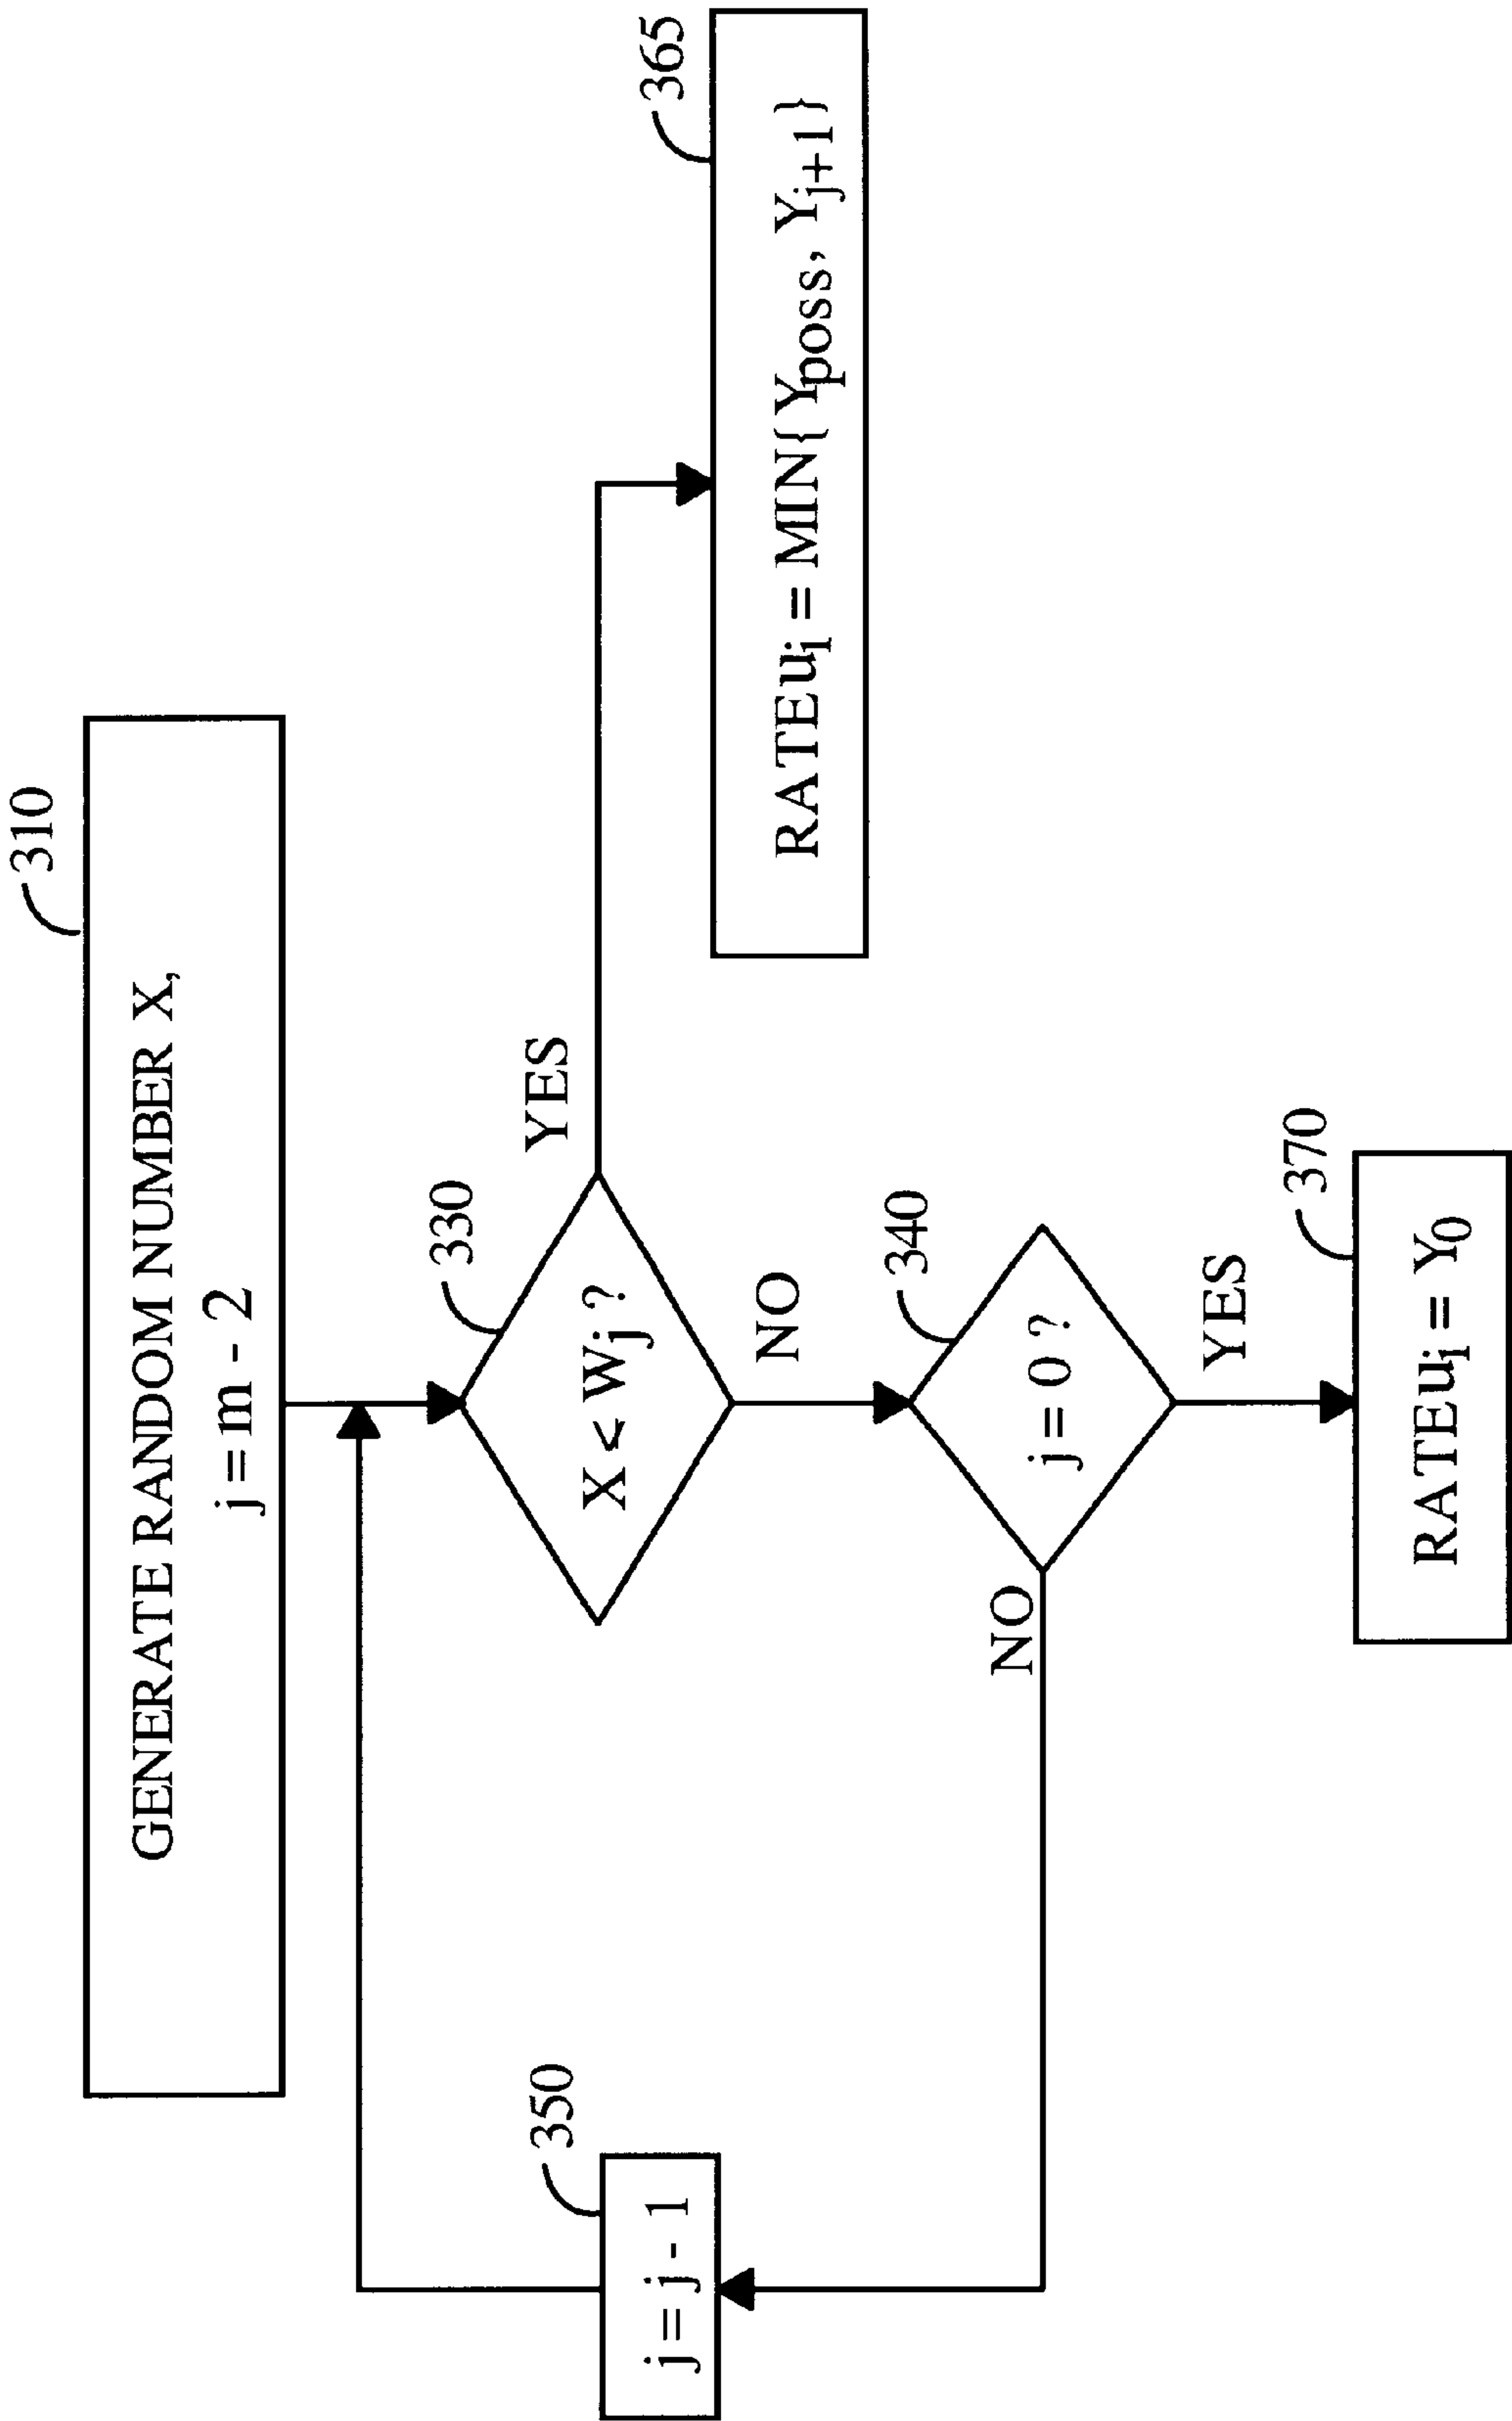 310
GENERATE RANDOM NUMBER X,
j = m - 2
330
X < Wj ?
YES
NO
365
RATEui = MIN{Yposs, Yj+1}
340
j = 0 ?
NO
YES
350
j = j - 1
370
RATEui = Y0